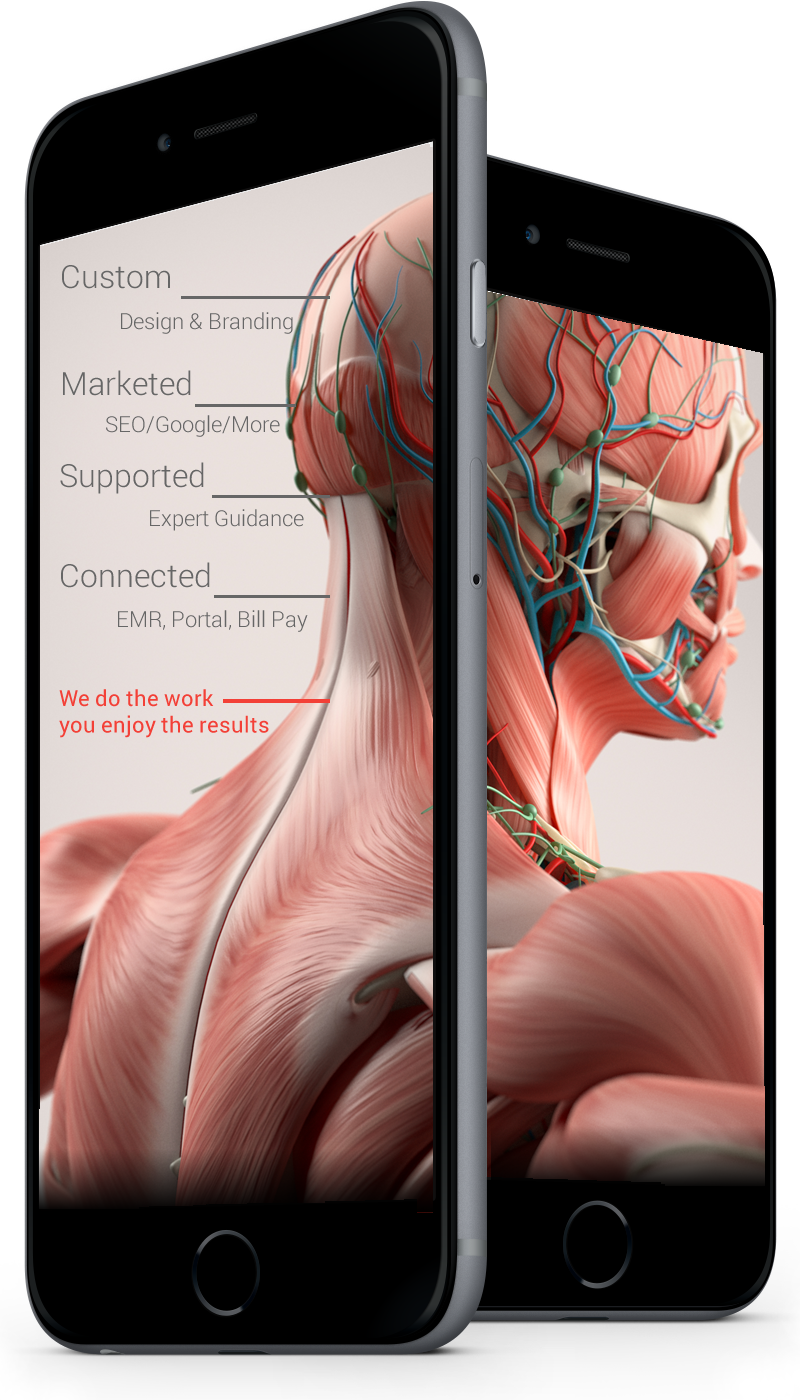 Custom
Design & Branding
Marketed
SEO/Google/More
Supported
Expert Guidance
Connected
EMR, Portal, Bill Pay
We do the work
you enjoy the results